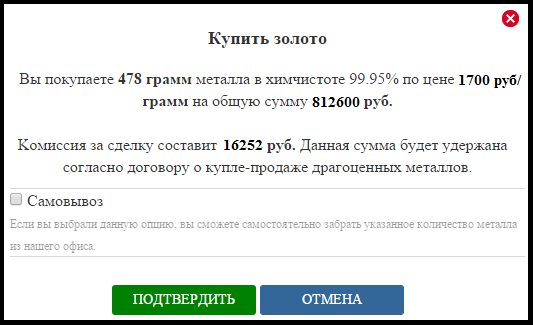 Купить золото
Вы покупаете 478 грамм металла в химчистоте 99.95% по цене 1700 руб/
грамм на общую сумму 812600 руб.
Комиссия за сделку составит 16252 руб. Данная сумма будет удержана
согласно договору о купле-продаже драгоценных металлов.
Самовывоз
Если вы выбрали данную опцию, вы сможете самостоятельно забрать указанное количество металла
из нашего офиса.
ПОДТВЕРДИТЬ ОТМЕНА